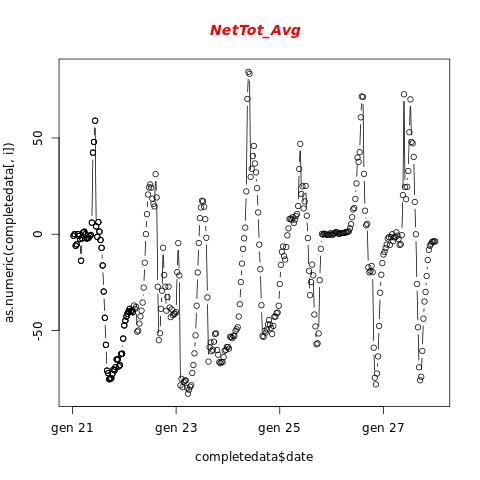 NetTot_Avg
as.numeric(completedata[, i])
50
0
-50
gen 21
gen 23
gen 25
gen 27
completedata$date